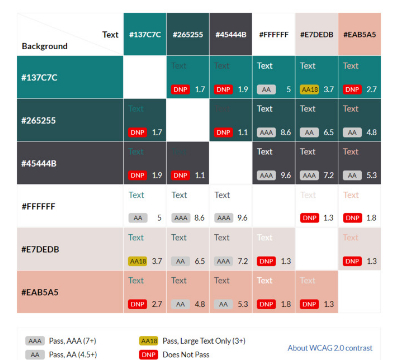 Text #137C7C #265255 #45444B #FFFFFF #E7DEDB #EAB5A5
Background
#137C7C Text DNP 1.7 Text DNP 1.9 Text AA 5 Text AA18 3.7 Text DNP 2.7
#265255 Text DNP 1.7 Text DNP 1.1 Text AAA 8.6 Text AA 6.5 Text AA 4.8
#45444B Text DNP 1.9 Text DNP 1.1 Text AAA 9.6 Text AAA 7.2 Text AA 5.3
#FFFFFF Text AA 5 Text AAA 8.6 Text AAA 9.6 Text DNP 1.3 Text DNP 1.8
#E7DEDB Text AA18 3.7 Text AA 6.5 Text AAA 7.2 Text DNP 1.3 Text DNP 1.3
#EAB5A5 Text DNP 2.7 Text AA 4.8 Text AA 5.3 Text DNP 1.8 Text DNP 1.3
AAA Pass, AAA (7+) AA18 Pass, Large Text Only (3+) About WCAG 2.0 contrast
AA Pass, AA (4.5+) DNP Does Not Pass